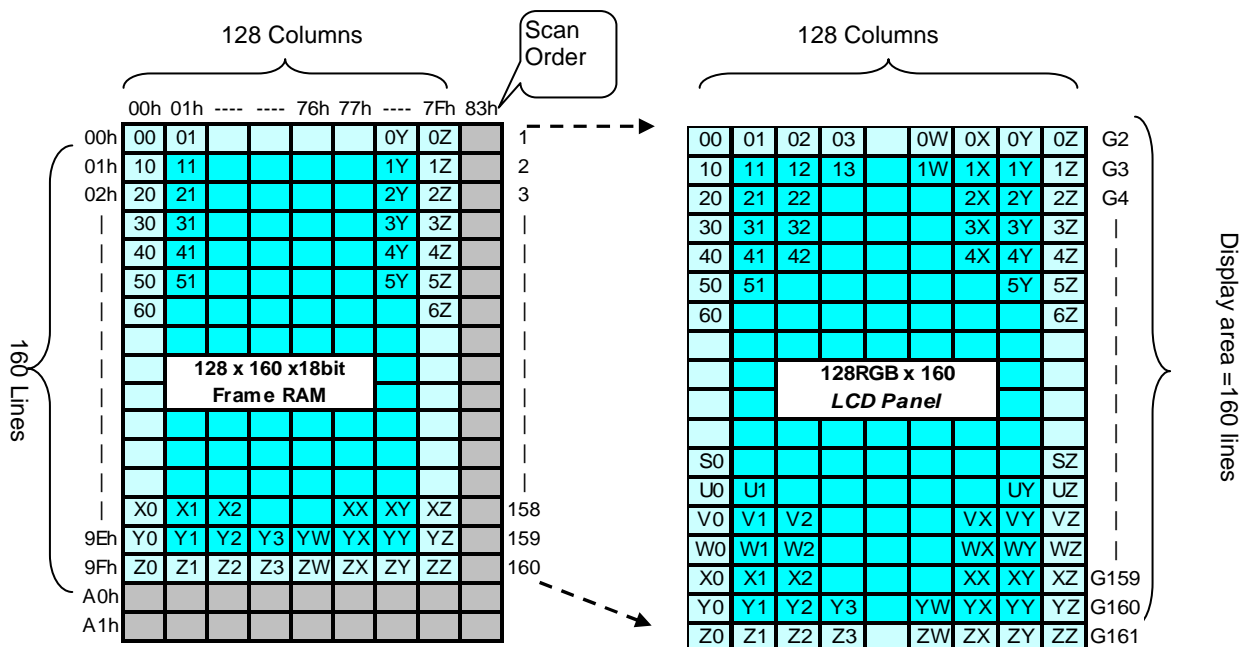 128 Columns
Scan
Order
128 Columns
00h 01h ---- ---- 76h 77h ---- 7Fh 83h
00h 00 01 0Y 0Z 1
01h 10 11 1Y 1Z 2
02h 20 21 2Y 2Z 3
30 31 3Y 3Z
40 41 4Y 4Z
50 51 5Y 5Z
60 6Z
128 x 160 x18bit
Frame RAM
X0 X1 X2 XX XY XZ 158
9Eh Y0 Y1 Y2 Y3 YW YX YY YZ 159
9Fh Z0 Z1 Z2 Z3 ZW ZX ZY ZZ 160
A0h
A1h
160 Lines
00 01 02 03 0W 0X 0Y 0Z G2
10 11 12 13 1W 1X 1Y 1Z G3
20 21 22 2X 2Y 2Z G4
30 31 32 3X 3Y 3Z
40 41 42 4X 4Y 4Z
50 51 5Y 5Z
60 6Z
128RGB x 160
LCD Panel
S0 SZ
U0 U1 UY UZ
V0 V1 V2 VX VY VZ
W0 W1 W2 WX WY WZ
X0 X1 X2 XX XY XZ G159
Y0 Y1 Y2 Y3 YW YX YY YZ G160
Z0 Z1 Z2 Z3 ZW ZX ZY ZZ G161
Display area =160 lines